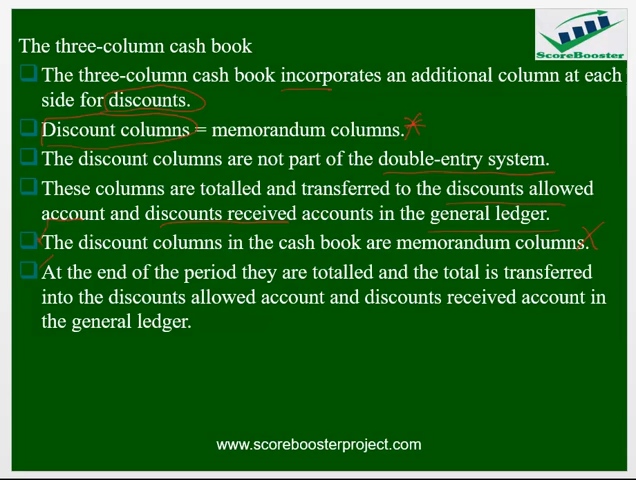 ScoreBooster
The three-column cash book
The three-column cash book incorporates an additional column at each
side for discounts.
Discount columns = memorandum columns.
The discount columns are not part of the double-entry system.
These columns are totalled and transferred to the discounts allowed
account and discounts received accounts in the general ledger.
The discount columns in the cash book are memorandum columns.
At the end of the period they are totalled and the total is transferred
into the discounts allowed account and discounts received account in
the general ledger.
www.scoreboosterproject.com